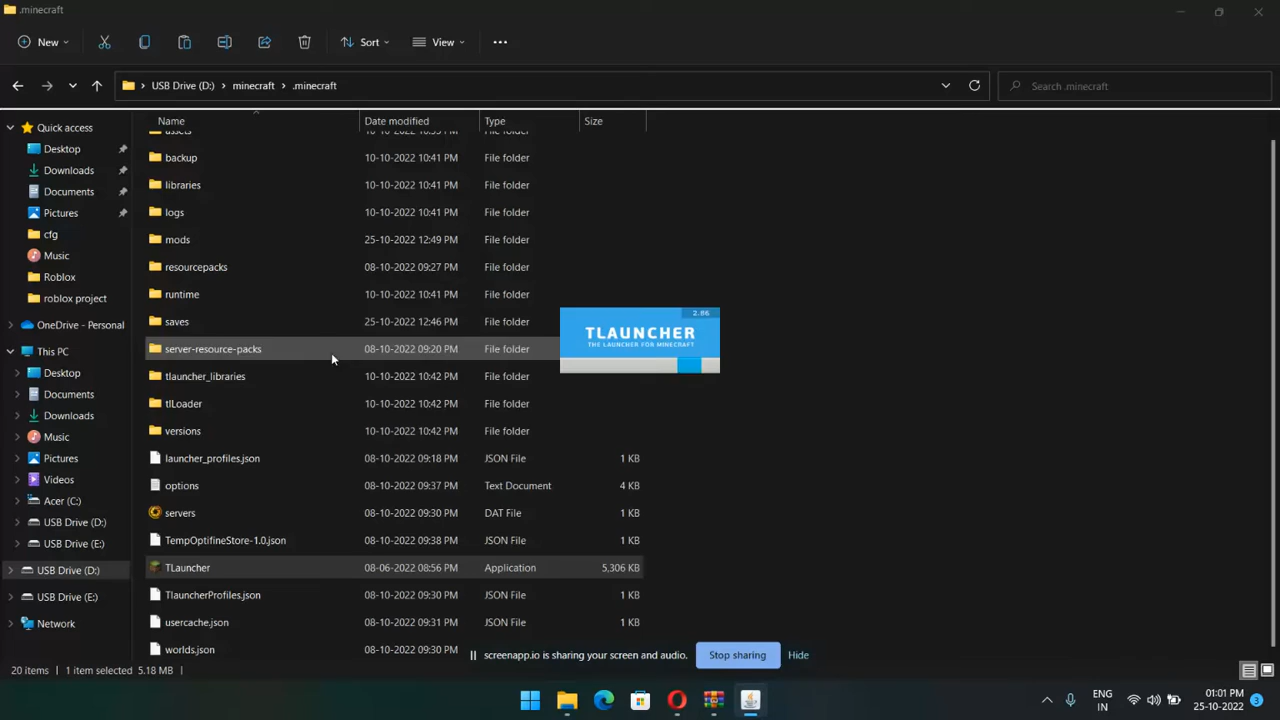 .minecraft
New
Sort
View
USB Drive (D:)
minecraft
.minecraft
Search .minecraft
Name
Date modified
Type
Size
Quick access
Desktop
Downloads
Documents
Pictures
cfg
Music
Roblox
roblox project
OneDrive - Personal
This PC
Desktop
Documents
Downloads
Music
Pictures
Videos
Acer (C:)
USB Drive (D:)
USB Drive (E:)
USB Drive (D:)
USB Drive (E:)
Network
assets 10-10-2022 10:35 PM File folder
backup 10-10-2022 10:41 PM File folder
libraries 10-10-2022 10:41 PM File folder
logs 10-10-2022 10:41 PM File folder
mods 25-10-2022 12:49 PM File folder
resourcepacks 08-10-2022 09:27 PM File folder
runtime 10-10-2022 10:41 PM File folder
saves 25-10-2022 12:46 PM File folder
server-resource-packs 08-10-2022 09:20 PM File folder
tlauncher_libraries 10-10-2022 10:42 PM File folder
tlLoader 10-10-2022 10:42 PM File folder
versions 10-10-2022 10:42 PM File folder
launcher_profiles.json 08-10-2022 09:18 PM JSON File 1 KB
options 08-10-2022 09:37 PM Text Document 4 KB
servers 08-10-2022 09:30 PM DAT File 1 KB
TempOptifineStore-1.0.json 08-10-2022 09:38 PM JSON File 1 KB
TLauncher 08-06-2022 08:56 PM Application 5,306 KB
TlauncherProfiles.json 08-10-2022 09:30 PM JSON File 1 KB
usercache.json 08-10-2022 09:31 PM JSON File 1 KB
worlds.json 08-10-2022 09:30 PM JSON File 1 KB
2.86
TLAUNCHER
THE LAUNCHER FOR MINECRAFT
screenapp.io is sharing your screen and audio.
Stop sharing
Hide
20 items
1 item selected 5.18 MB
ENG
IN
01:01 PM
25-10-2022
3